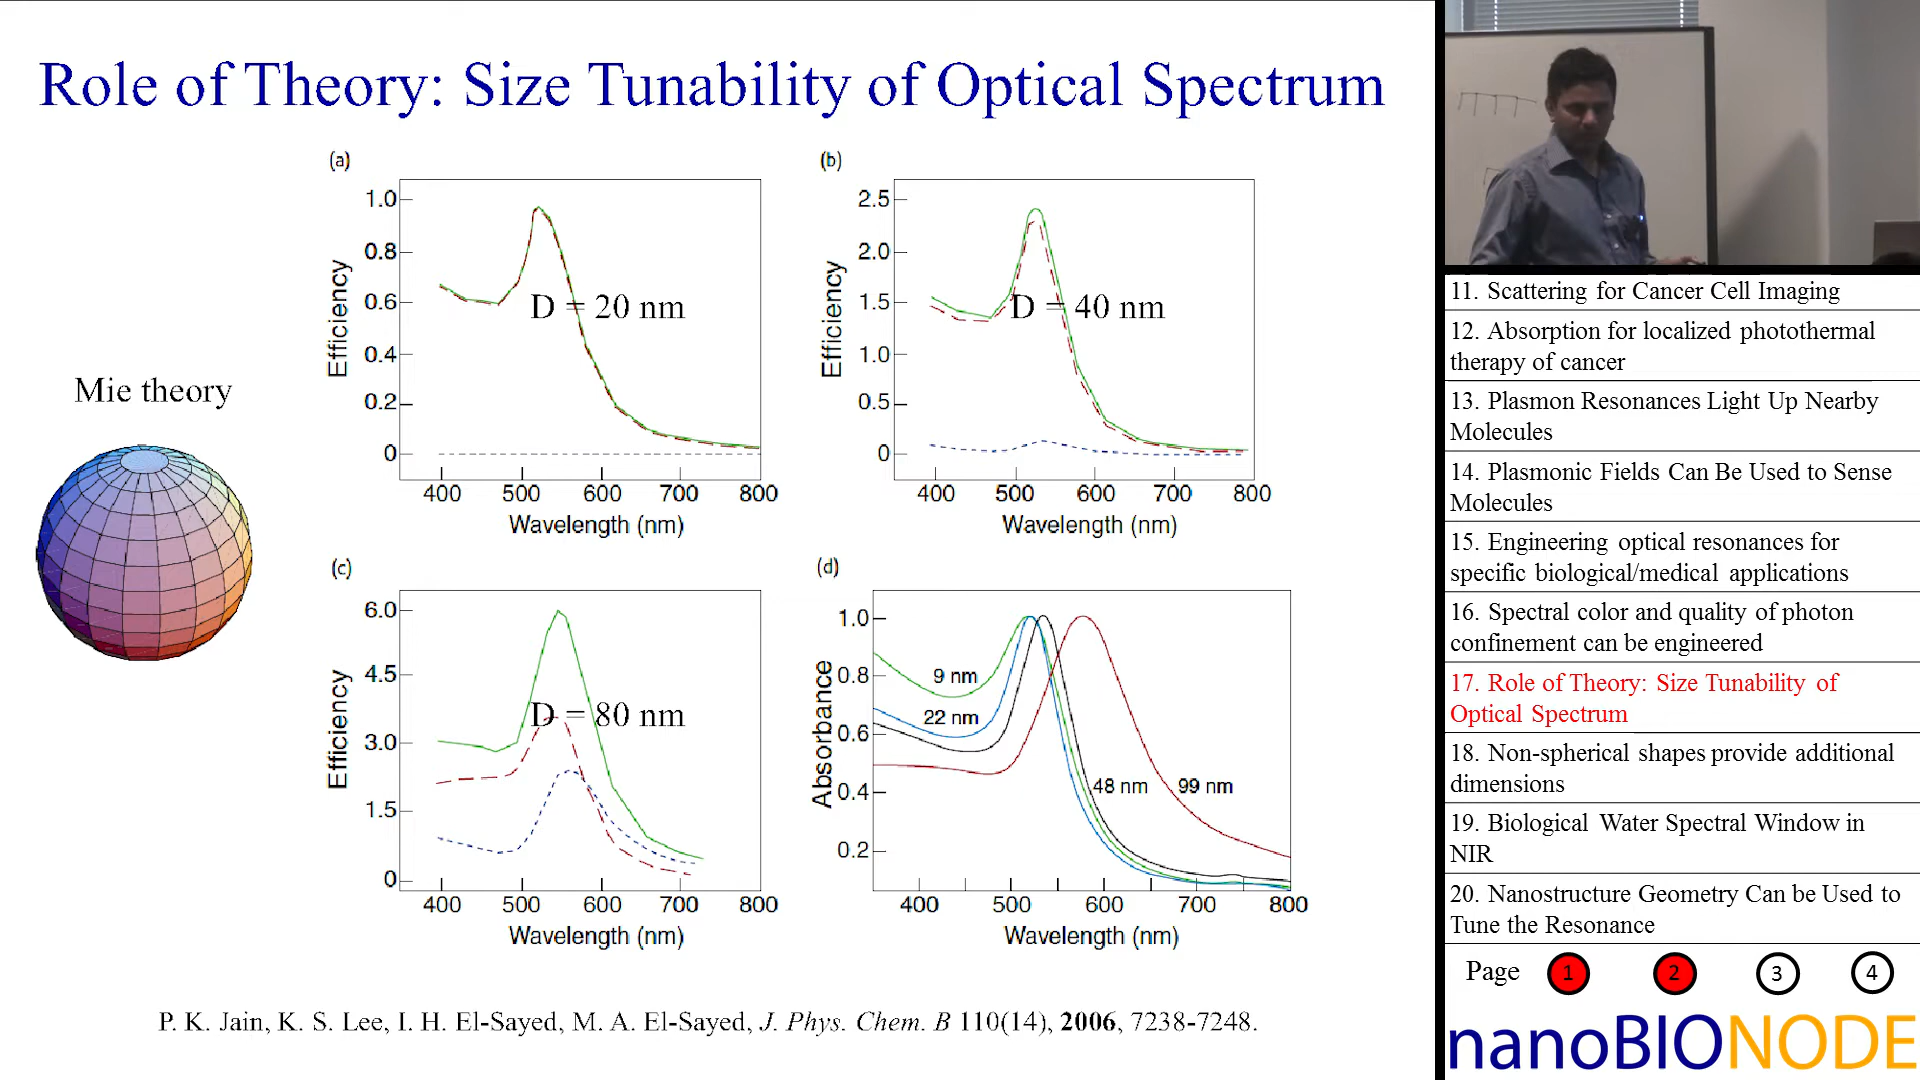 Role of Theory: Size Tunability of Optical Spectrum
Mie theory
(a)
Efficiency
1.0
0.8
0.6
0.4
0.2
0
D = 20 nm
400 500 600 700 800
Wavelength (nm)
(b)
Efficiency
2.5
2.0
1.5
1.0
0.5
0
D = 40 nm
400 500 600 700 800
Wavelength (nm)
(c)
Efficiency
6.0
4.5
3.0
1.5
0
D = 80 nm
400 500 600 700 800
Wavelength (nm)
(d)
Absorbance
1.0
0.8
0.6
0.4
0.2
9 nm
22 nm
48 nm 99 nm
400 500 600 700 800
Wavelength (nm)
P. K. Jain, K. S. Lee, I. H. El-Sayed, M. A. El-Sayed, J. Phys. Chem. B 110(14), 2006, 7238-7248.
11. Scattering for Cancer Cell Imaging
12. Absorption for localized photothermal
therapy of cancer
13. Plasmon Resonances Light Up Nearby
Molecules
14. Plasmonic Fields Can Be Used to Sense
Molecules
15. Engineering optical resonances for
specific biological/medical applications
16. Spectral color and quality of photon
confinement can be engineered
17. Role of Theory: Size Tunability of
Optical Spectrum
18. Non-spherical shapes provide additional
dimensions
19. Biological Water Spectral Window in
NIR
20. Nanostructure Geometry Can be Used to
Tune the Resonance
Page 1 2 3 4
nanoBIONODE